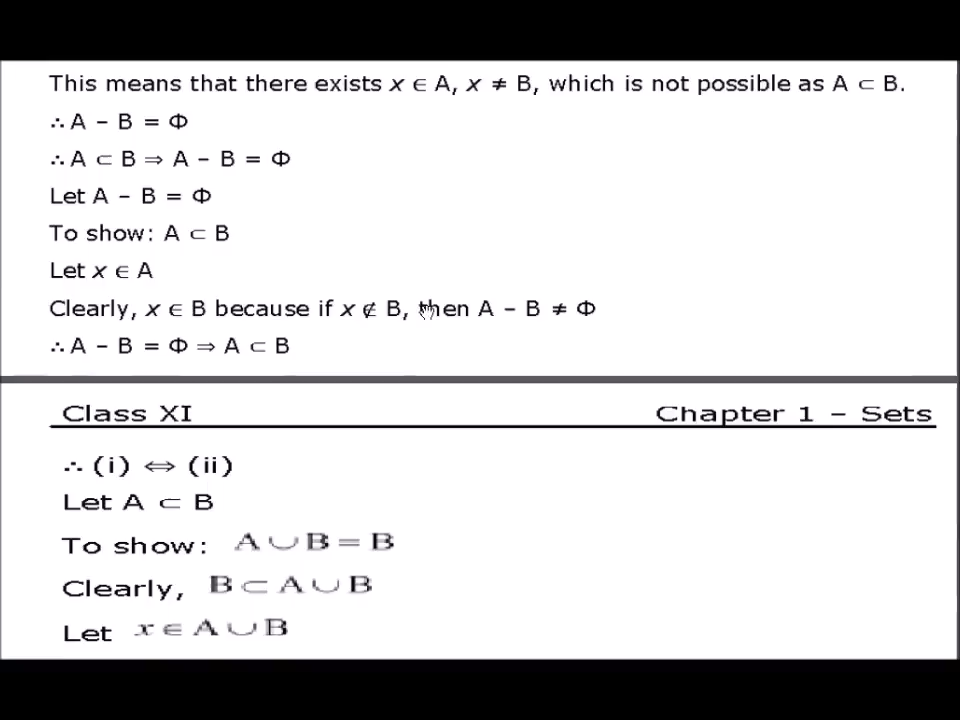 This means that there exists x ∈ A, x ≠ B, which is not possible as A ⊂ B.
∴ A – B = Φ
∴ A ⊂ B ⇒ A – B = Φ
Let A – B = Φ
To show: A ⊂ B
Let x ∈ A
Clearly, x ∈ B because if x ∉ B, then A – B ≠ Φ
∴ A – B = Φ ⇒ A ⊂ B
Class XI Chapter 1 – Sets
∴ (i) ⇔ (ii)
Let A ⊂ B
To show: A ∪ B = B
Clearly, B ⊂ A ∪ B
Let x ∈ A ∪ B